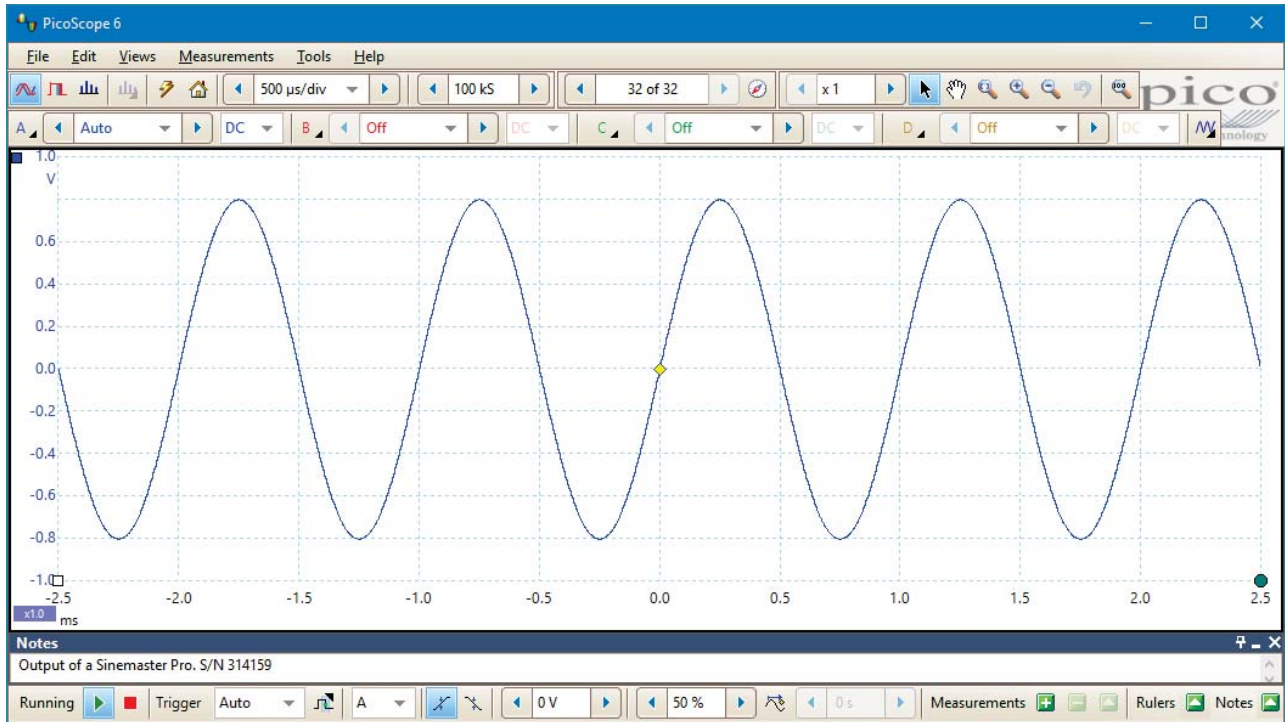 PicoScope 6
File Edit Views Measurements Tools Help
500 µs/div 100 kS 32 of 32 x 1 pico
A Auto DC B Off DC C Off DC D Off DC
1.0
V
0.6
0.4
0.2
0.0
-0.2
-0.4
-0.6
-0.8
-1.0
-2.5 -2.0 -1.5 -1.0 -0.5 0.0 0.5 1.0 1.5 2.0 2.5
x1.0 ms
Notes
Output of a Sinemaster Pro. S/N 314159
Running Trigger Auto A 0 V 50 % 0 s Measurements Rulers Notes